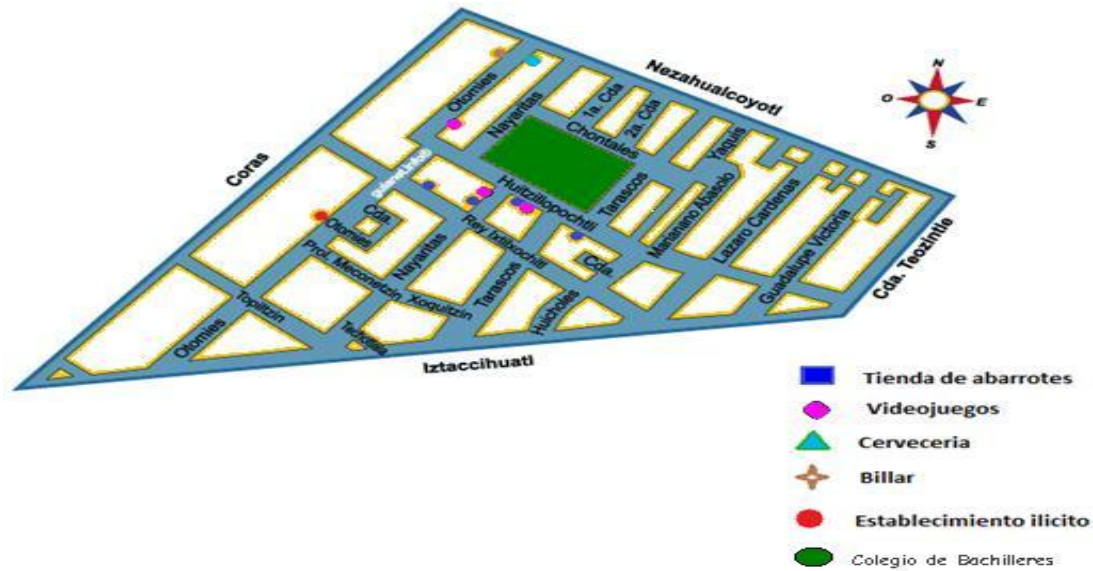 Nezahualcoyotl
N
O
E
S
Otomies
Nayaritas
1a. Cda
2a. Cda
Chontales
Yaquis
Coras
Huitzillopochtli
Tarascos
Mariano Abasolo
Lazaro Cardenas
Guadalupe Victoria
Cda. Teozintle
Cda.
Otomies
Rey Ixtlixochitl
Cda.
Nayaritas
Prol. Meconetzin
Xoquitzin
Tarascos
Huicholes
Topiltzin
Otomies
Iztaccihuatl
Tienda de abarrotes
Videojuegos
Cerveceria
Billar
Establecimiento ilicito
Colegio de Bachilleres